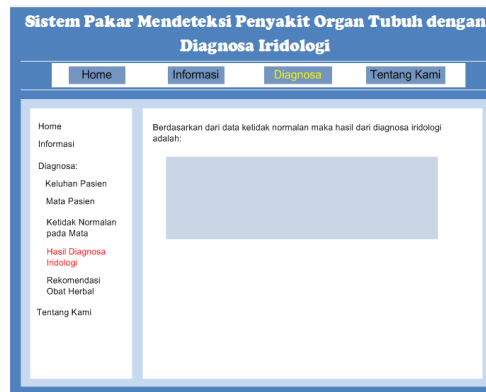 Sistem Pakar Mendeteksi Penyakit Organ Tubuh dengan
Diagnosa Iridologi
Home Informasi Diagnosa Tentang Kami
Home
Informasi
Diagnosa:
Keluhan Pasien
Mata Pasien
Ketidak Normalan
pada Mata
Hasil Diagnosa
Iridologi
Rekomendasi
Obat Herbal
Tentang Kami
Berdasarkan dari data ketidak normalan maka hasil dari diagnosa iridologi
adalah: